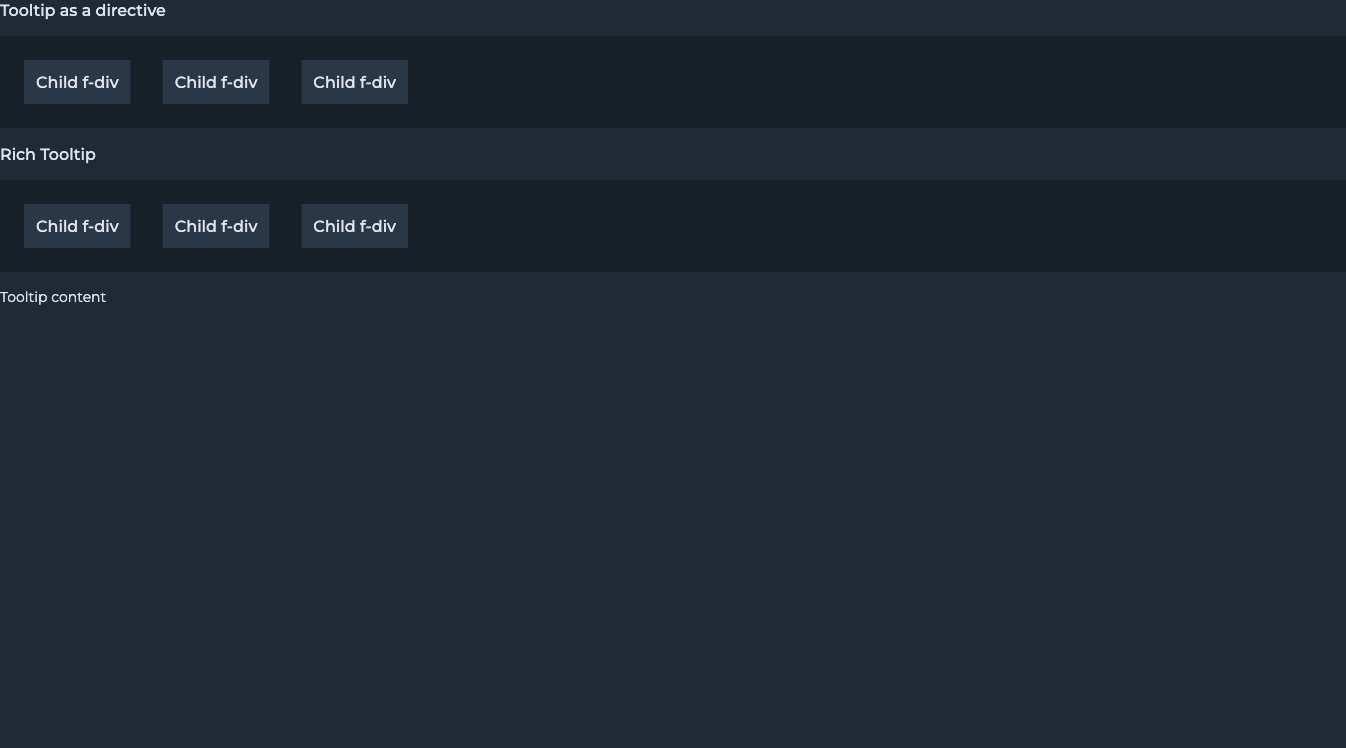 Tooltip as a directive
Child f-div Child f-div Child f-div
Rich Tooltip
Child f-div Child f-div Child f-div
Tooltip content